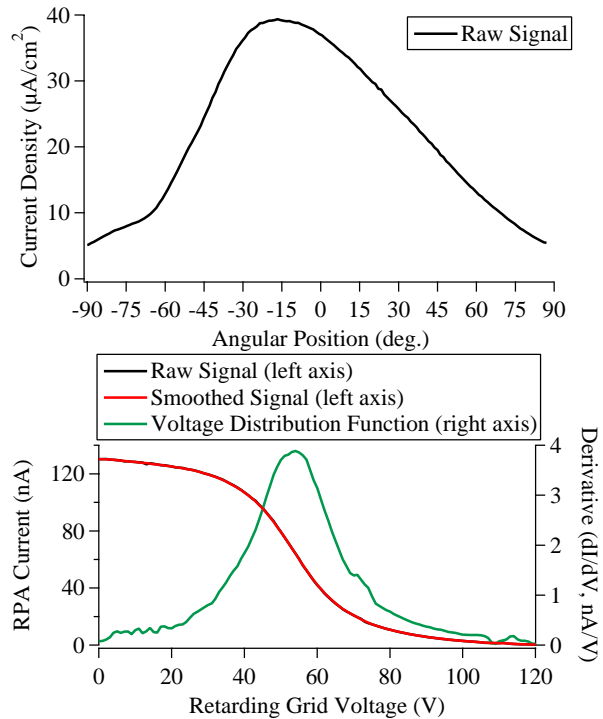 40
30
20
10
0
Current Density (µA/cm²)
Raw Signal
-90 -75 -60 -45 -30 -15 0 15 30 45 60 75 90
Angular Position (deg.)
Raw Signal (left axis)
Smoothed Signal (left axis)
Voltage Distribution Function (right axis)
120
80
40
0
RPA Current (nA)
4
3
2
1
0
Derivative (dI/dV, nA/V)
0 20 40 60 80 100 120
Retarding Grid Voltage (V)